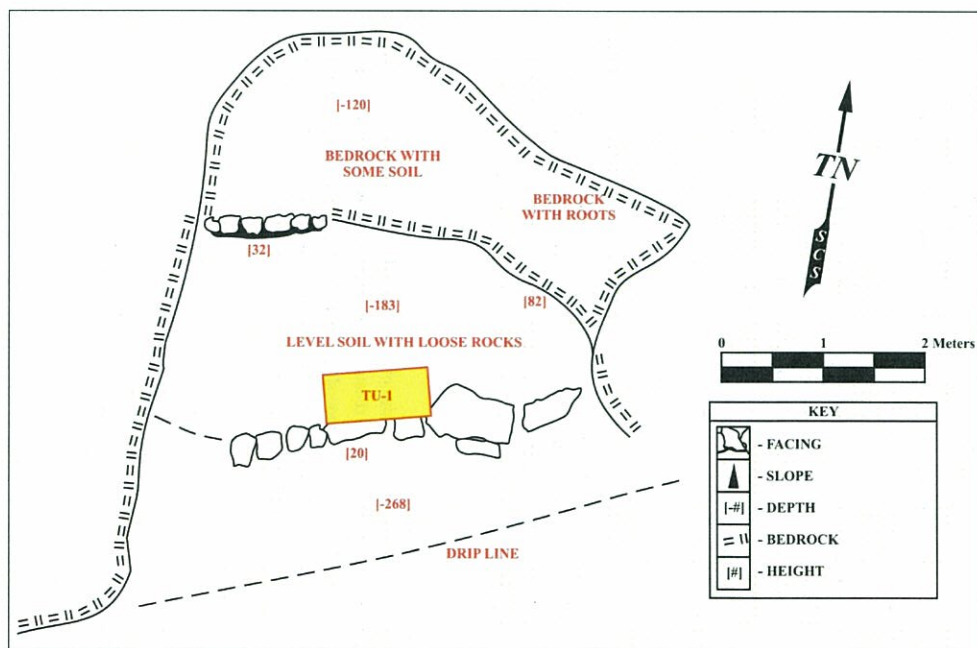 [-120]
BEDROCK WITH
SOME SOIL
BEDROCK
WITH ROOTS
TN
SCS
[32]
[-183]
[82]
LEVEL SOIL WITH LOOSE ROCKS
0 1 2 Meters
TU-1
[20]
[-268]
DRIP LINE
KEY
- FACING
- SLOPE
[-#] - DEPTH
- BEDROCK
[#] - HEIGHT